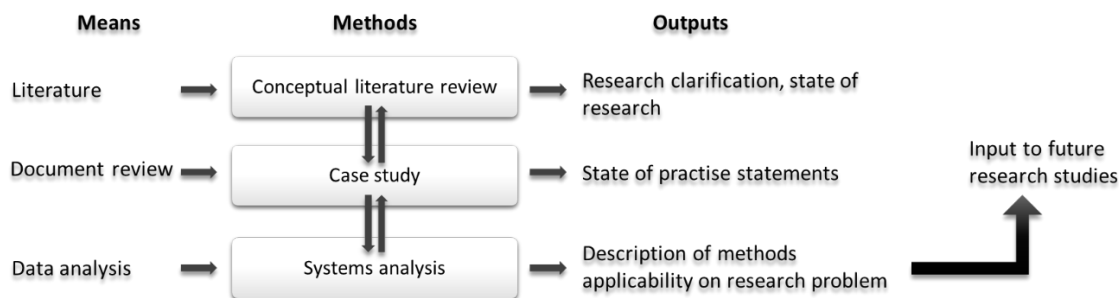 Means
Methods
Outputs
Literature
Conceptual literature review
Research clarification, state of
research
Document review
Case study
State of practise statements
Input to future
research studies
Data analysis
Systems analysis
Description of methods
applicability on research problem